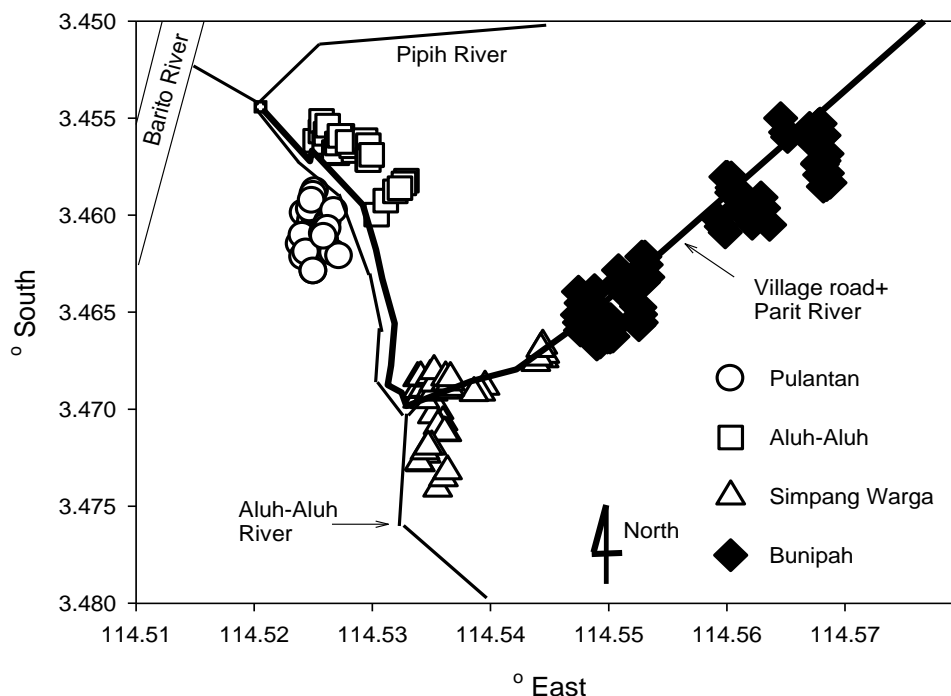 3.450
3.455
3.460
3.465
3.470
3.475
3.480
° South
114.51
114.52
114.53
114.54
114.55
114.56
114.57
° East
Barito River
Pipih River
Village road+
Parit River
Aluh-Aluh
River
North
Pulantan
Aluh-Aluh
Simpang Warga
Bunipah